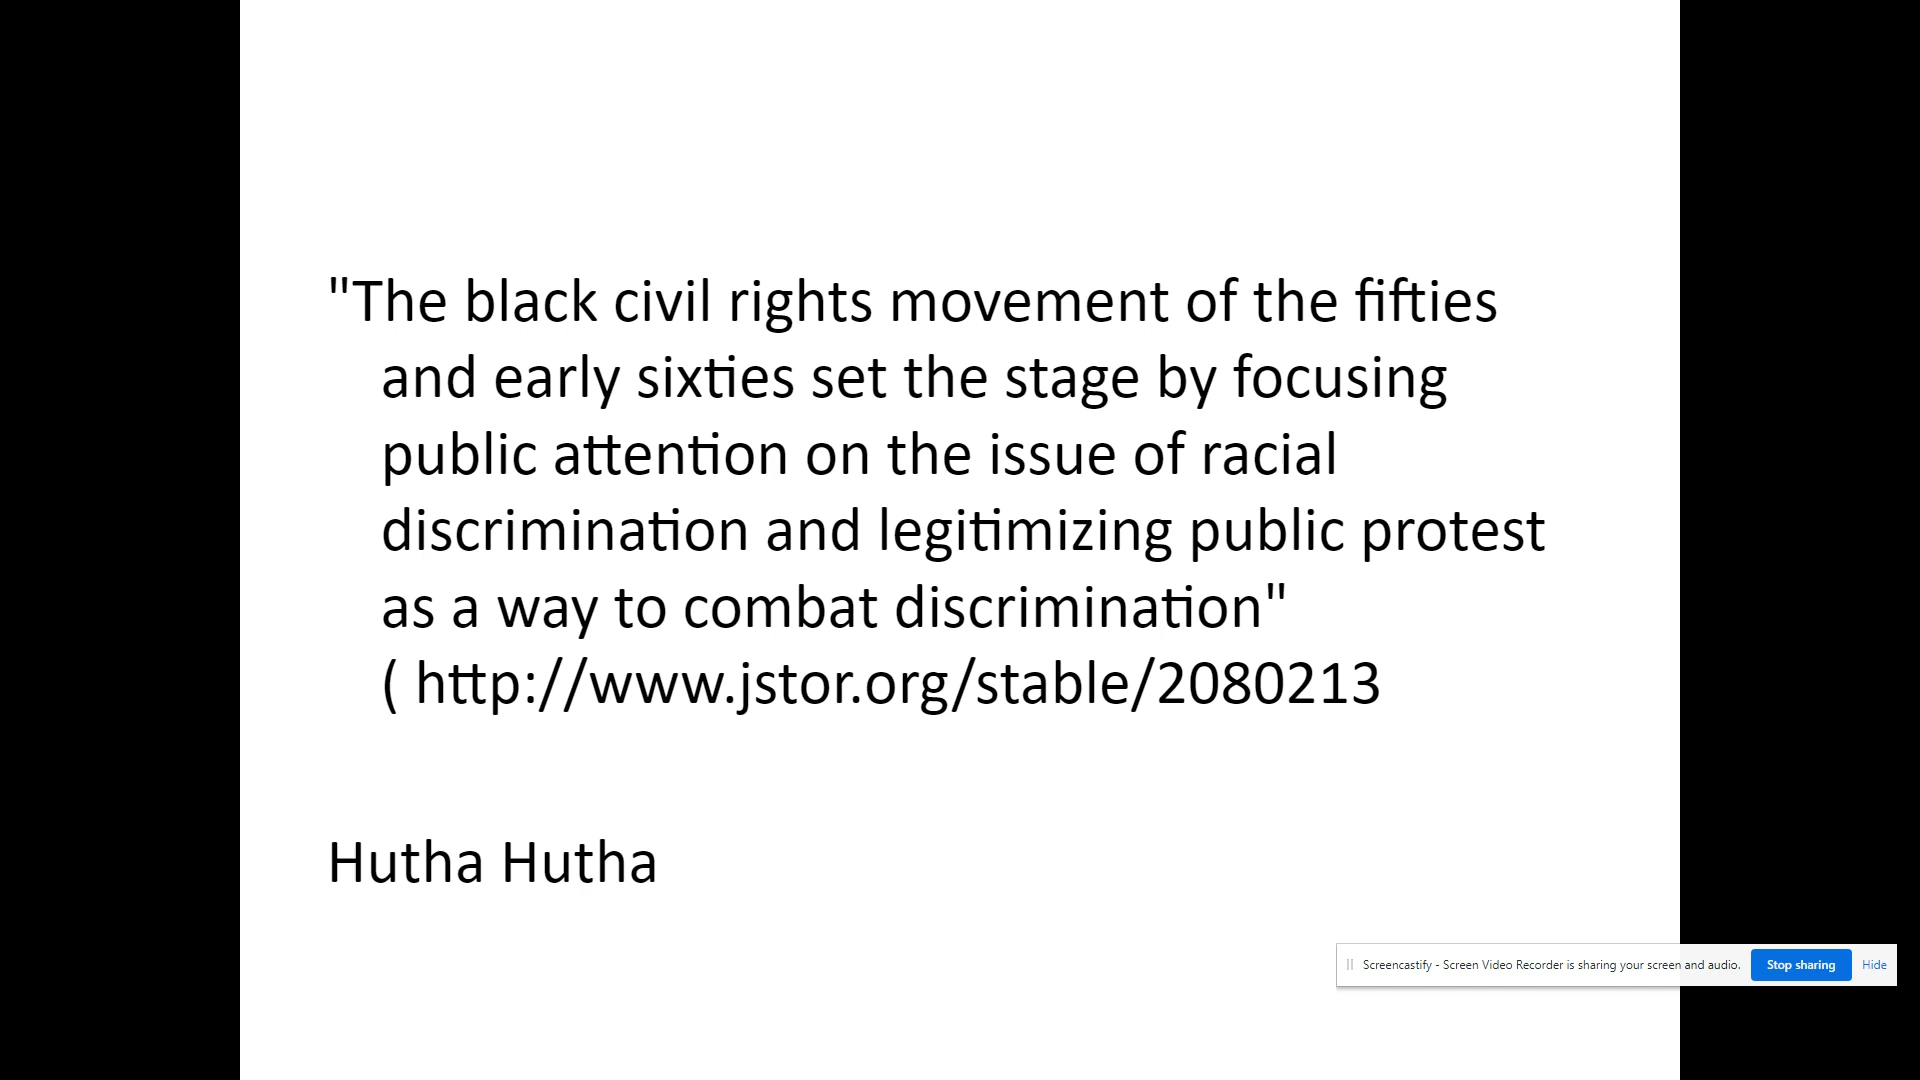 "The black civil rights movement of the fifties
and early sixties set the stage by focusing
public attention on the issue of racial
discrimination and legitimizing public protest
as a way to combat discrimination"
( http://www.jstor.org/stable/2080213
Hutha Hutha
Screencastify - Screen Video Recorder is sharing your screen and audio. Stop sharing Hide